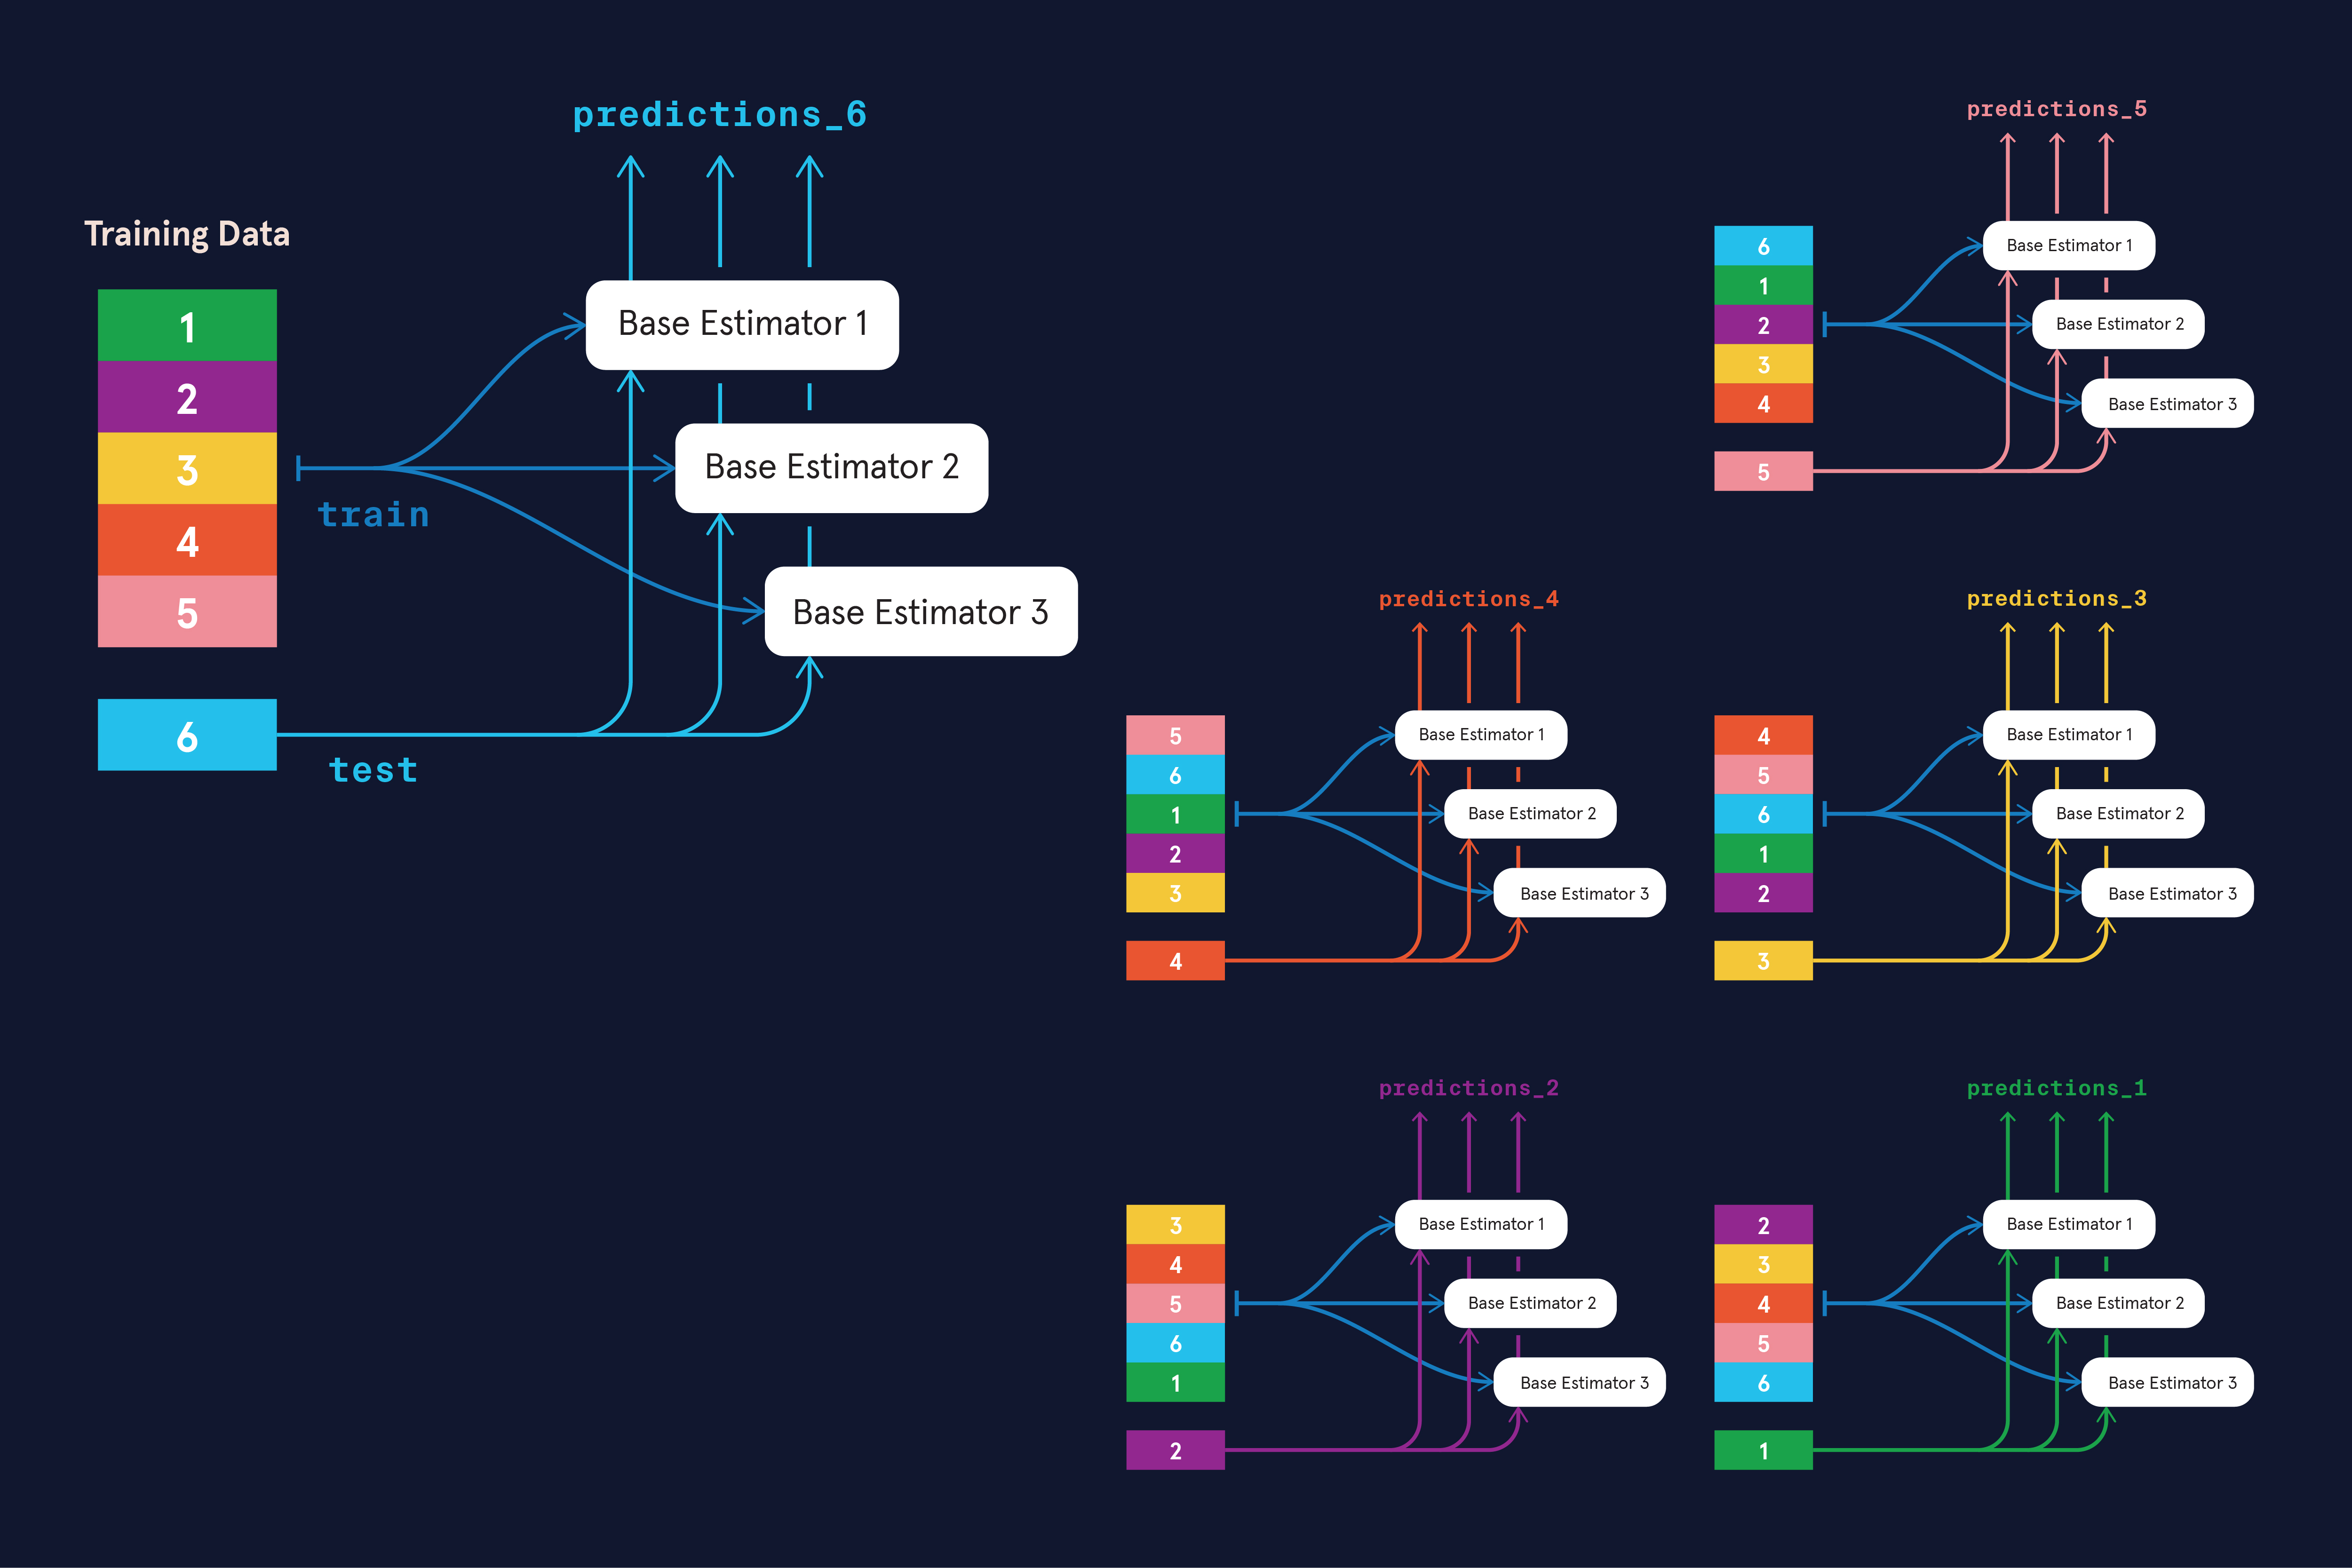 predictions_6
Training Data
1
2
3
4
5
6
train
test
Base Estimator 1
Base Estimator 2
Base Estimator 3
predictions_5
6
1
2
3
4
5
Base Estimator 1
Base Estimator 2
Base Estimator 3
predictions_4
5
6
1
2
3
4
Base Estimator 1
Base Estimator 2
Base Estimator 3
predictions_3
4
5
6
1
2
3
Base Estimator 1
Base Estimator 2
Base Estimator 3
predictions_2
3
4
5
6
1
2
Base Estimator 1
Base Estimator 2
Base Estimator 3
predictions_1
2
3
4
5
6
1
Base Estimator 1
Base Estimator 2
Base Estimator 3